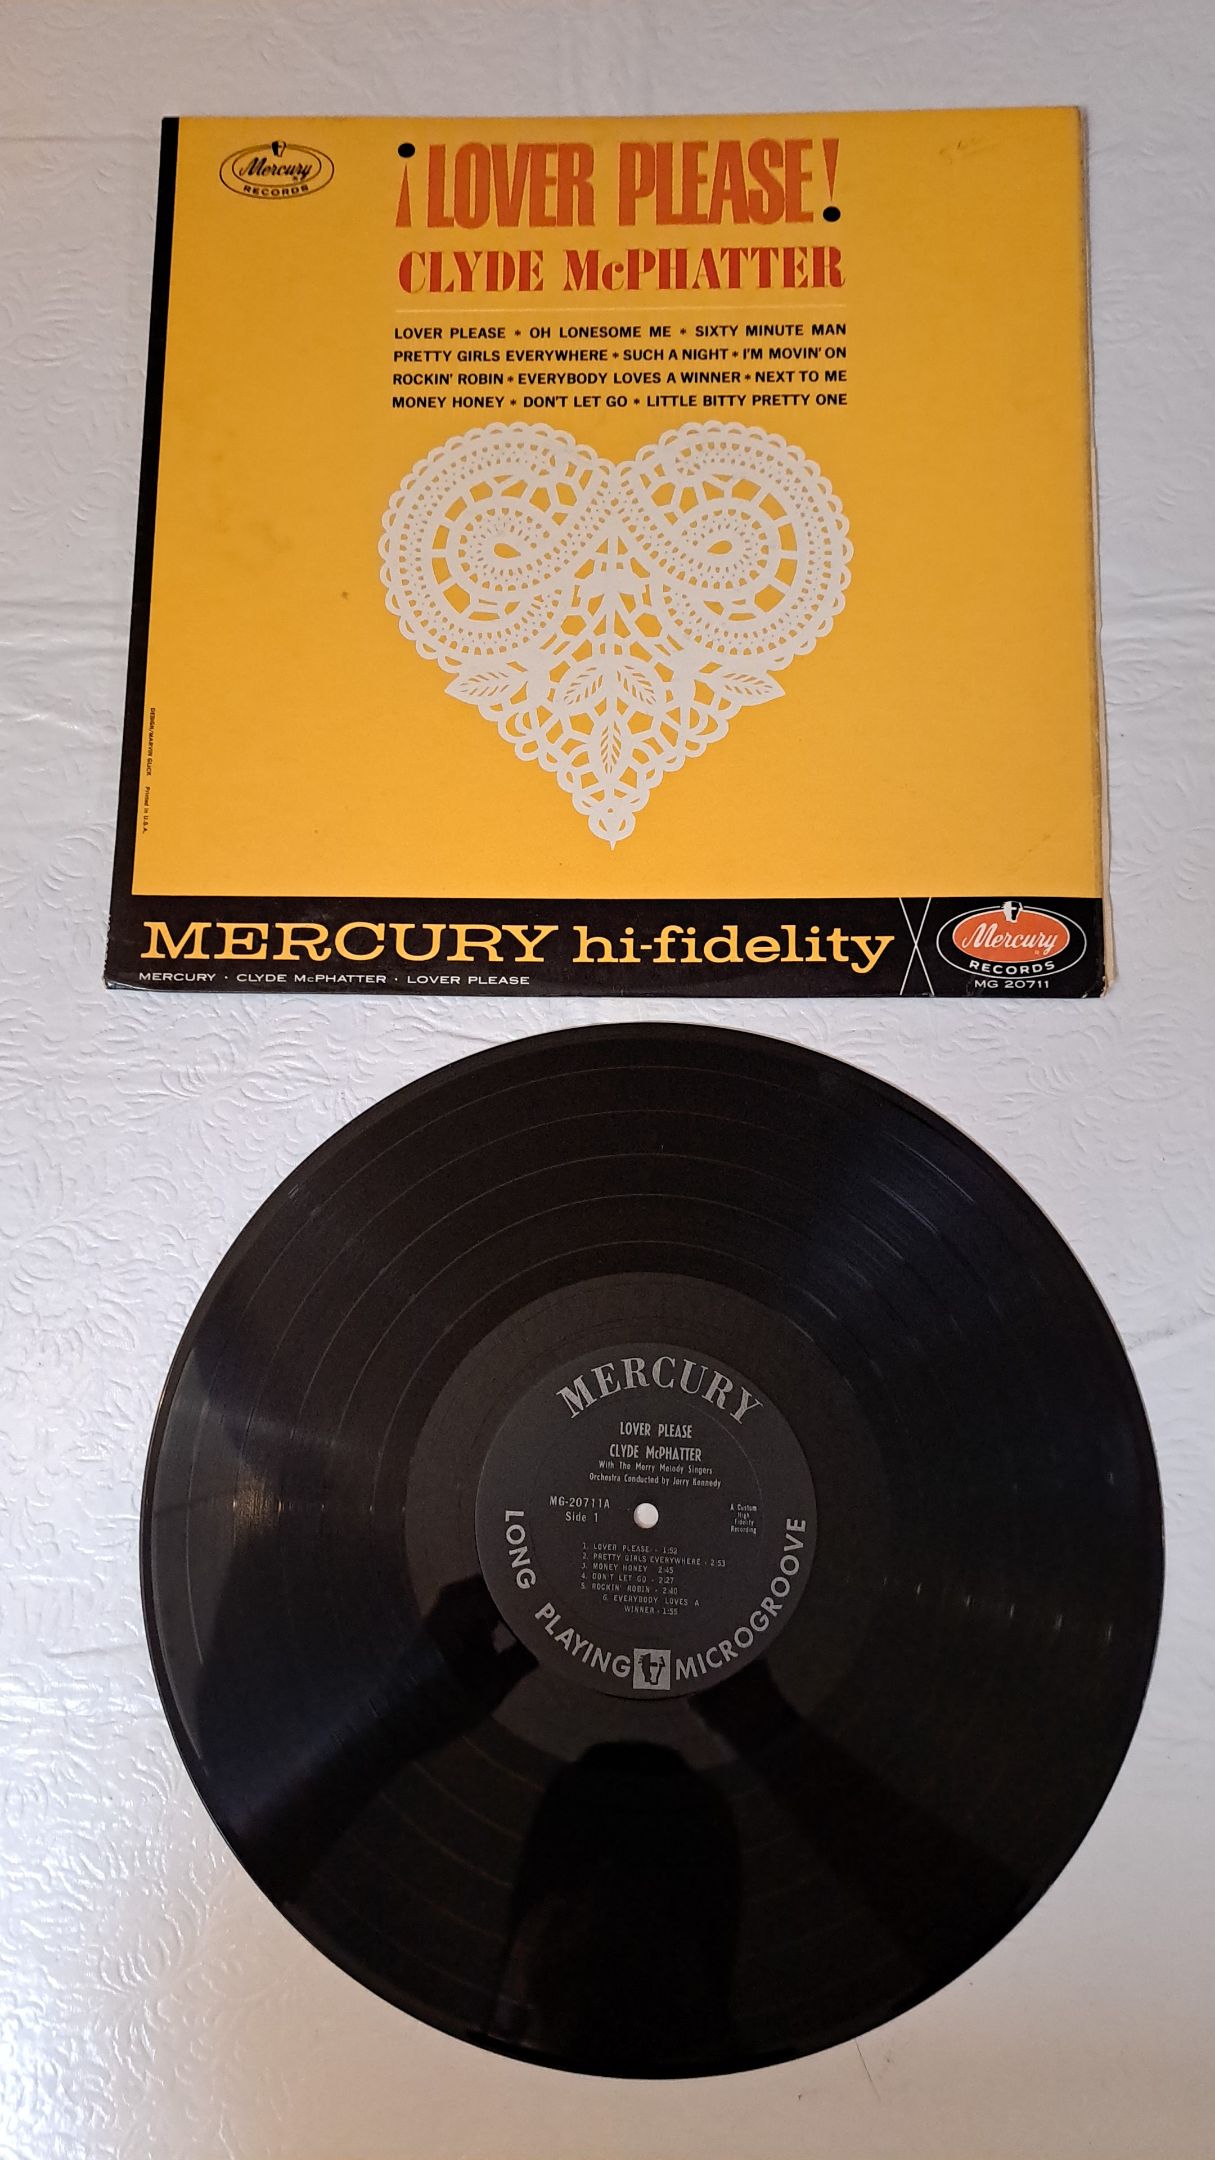 Mercury
RECORDS
¡LOVER PLEASE!
CLYDE McPHATTER
LOVER PLEASE * OH LONESOME ME * SIXTY MINUTE MAN
PRETTY GIRLS EVERYWHERE * SUCH A NIGHT * I'M MOVIN' ON
ROCKIN' ROBIN * EVERYBODY LOVES A WINNER * NEXT TO ME
MONEY HONEY * DON'T LET GO * LITTLE BITTY PRETTY ONE
DESIGN/MARVIN GLICK Printed in U.S.A.
MERCURY hi-fidelity
MERCURY · CLYDE McPHATTER · LOVER PLEASE
Mercury
RECORDS
MG 20711
MERCURY
LOVER PLEASE
CLYDE McPHATTER
With The Merry Melody Singers
Orchestra Conducted by Jerry Kennedy
MG-20711A
Side 1
A Custom
High
Fidelity
Recording
1. LOVER PLEASE - 1:52
2. PRETTY GIRLS EVERYWHERE - 2:53
3. MONEY HONEY 2:45
4. DON'T LET GO - 2:27
5. ROCKIN' ROBIN - 2:40
6. EVERYBODY LOVES A
WINNER - 1:55
LONG PLAYING MICROGROOVE